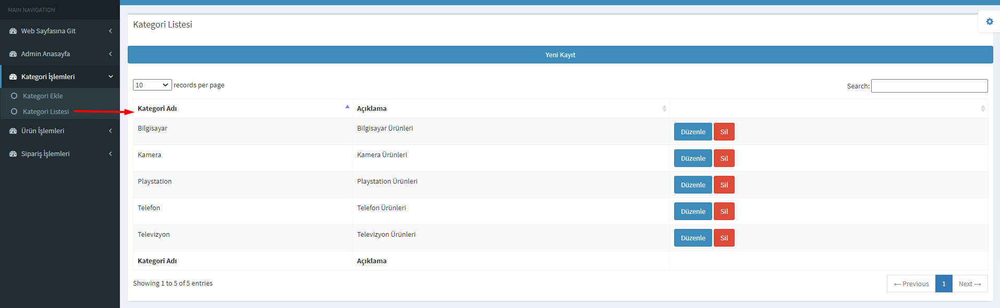 MAIN NAVIGATION
Web Sayfasına Git
Admin Anasayfa
Kategori İşlemleri
Kategori Ekle
Kategori Listesi
Ürün İşlemleri
Sipariş İşlemleri
Kategori Listesi
Yeni Kayıt
10 records per page
Search:
Kategori Adı Açıklama
Bilgisayar Bilgisayar Ürünleri Düzenle Sil
Kamera Kamera Ürünleri Düzenle Sil
Playstation Playstation Ürünleri Düzenle Sil
Telefon Telefon Ürünleri Düzenle Sil
Televizyon Televizyon Ürünleri Düzenle Sil
Kategori Adı Açıklama
Showing 1 to 5 of 5 entries
← Previous 1 Next →